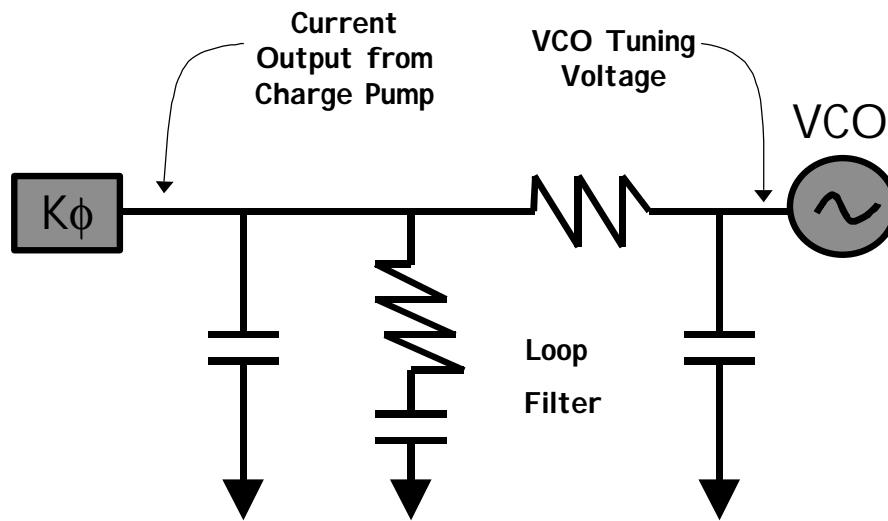 Current
Output from
Charge Pump
VCO Tuning
Voltage
VCO
Kϕ
Loop
Filter